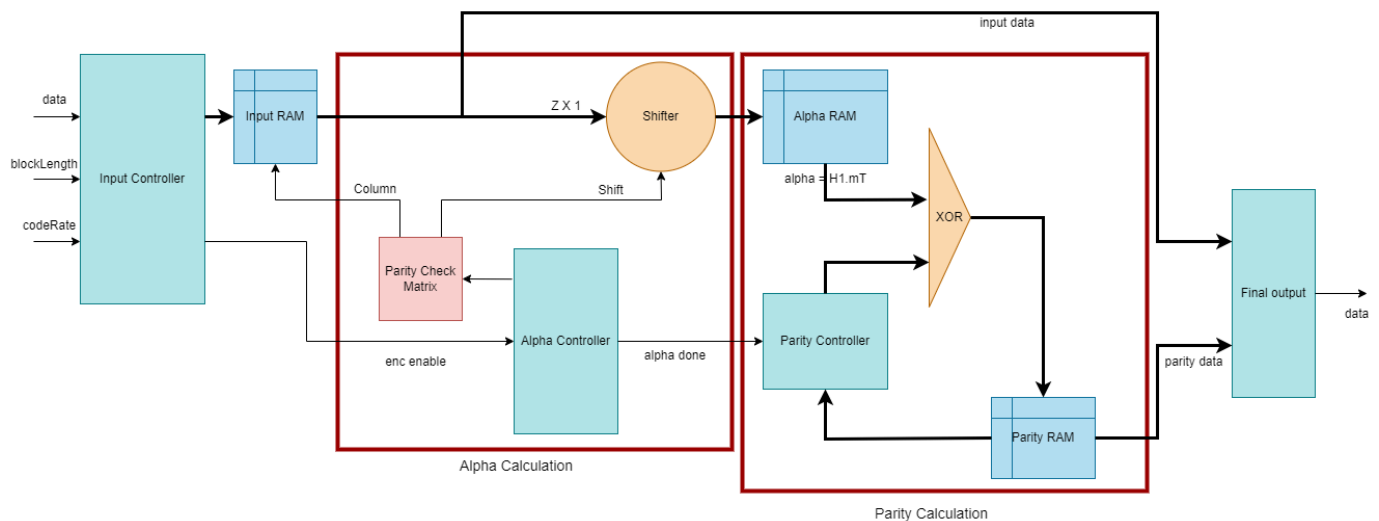 input data
data
Input RAM
Z X 1
Shifter
Alpha RAM
blockLength
Input Controller
alpha = H1.mT
Column
Shift
codeRate
XOR
Parity Check
Matrix
Final output
data
Alpha Controller
Parity Controller
enc enable
alpha done
parity data
Parity RAM
Alpha Calculation
Parity Calculation